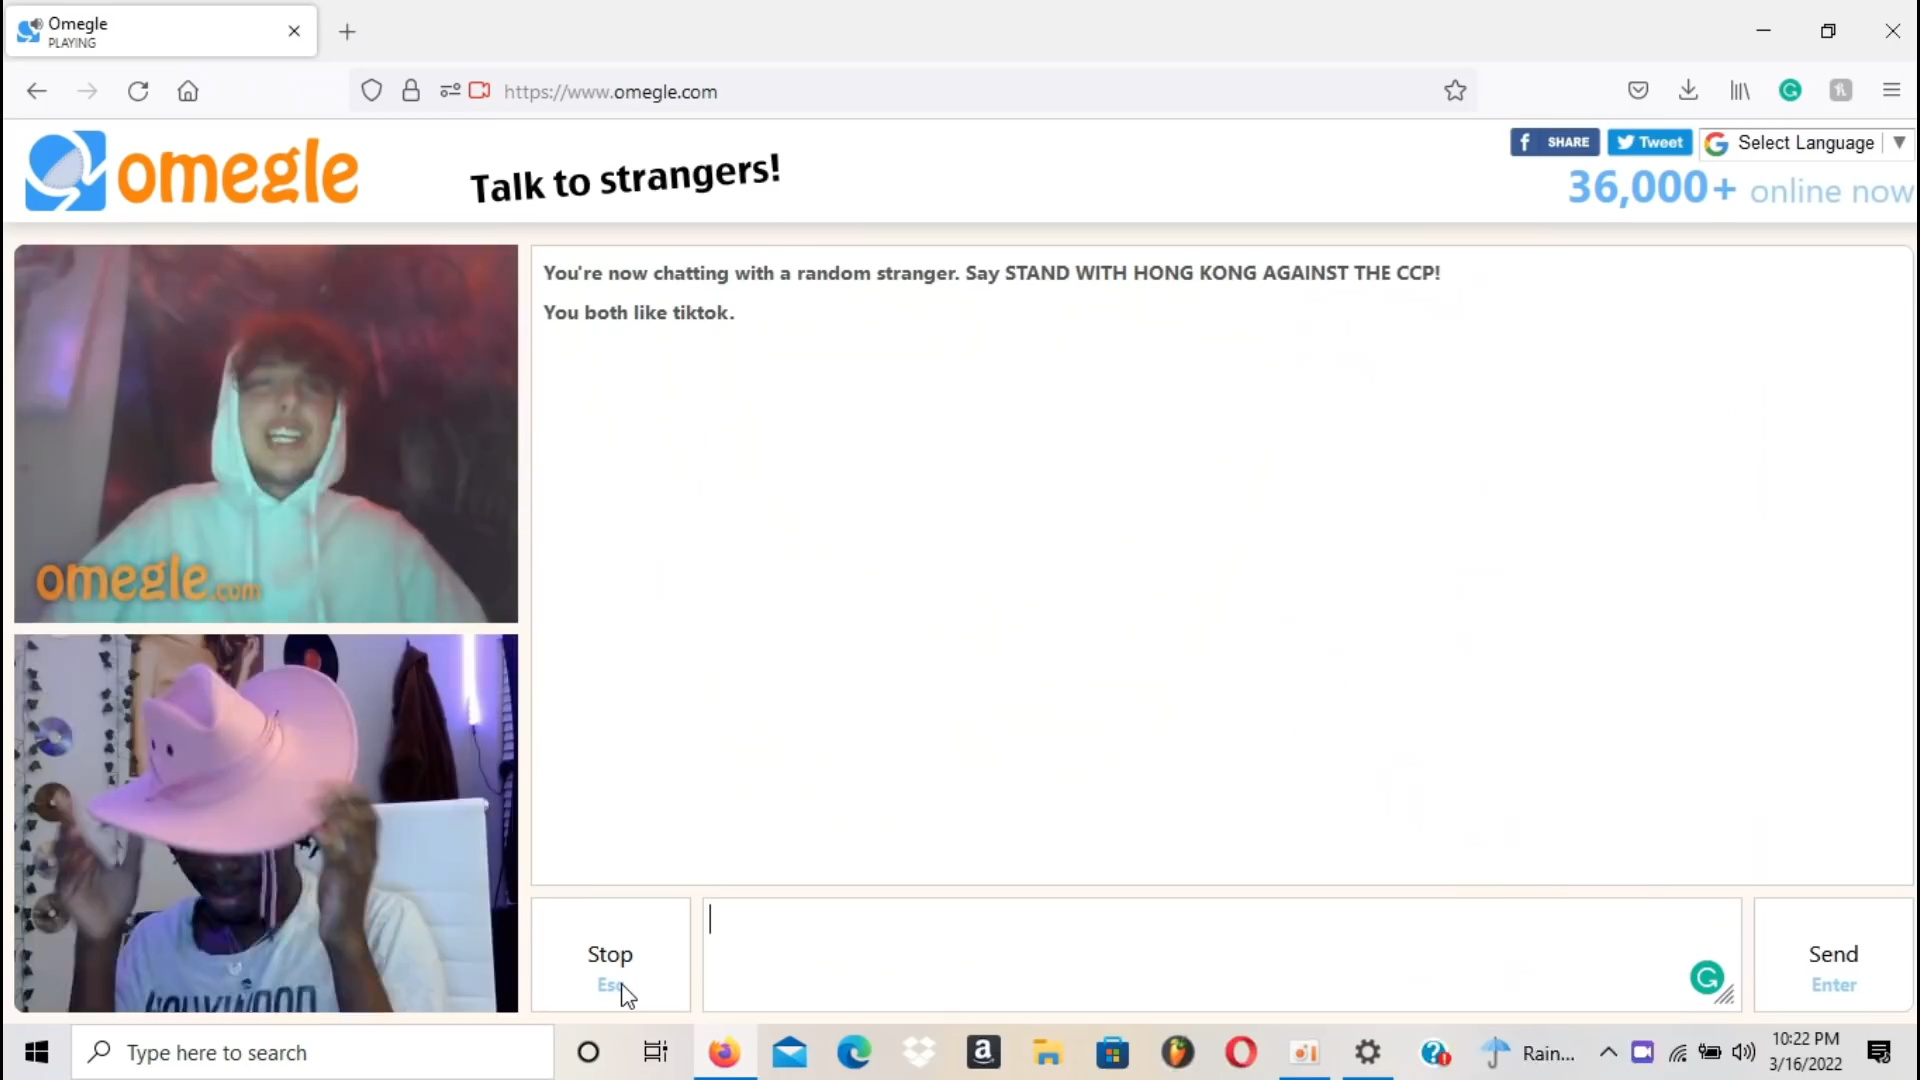 Omegle
PLAYING
https://www.omegle.com
omegle
Talk to strangers!
SHARE
Tweet
Select Language
36,000+ online now
You're now chatting with a random stranger. Say STAND WITH HONG KONG AGAINST THE CCP!
You both like tiktok.
omegle.com
HOLLYWOOD
Stop
Esc
Send
Enter
Type here to search
Rain...
10:22 PM
3/16/2022